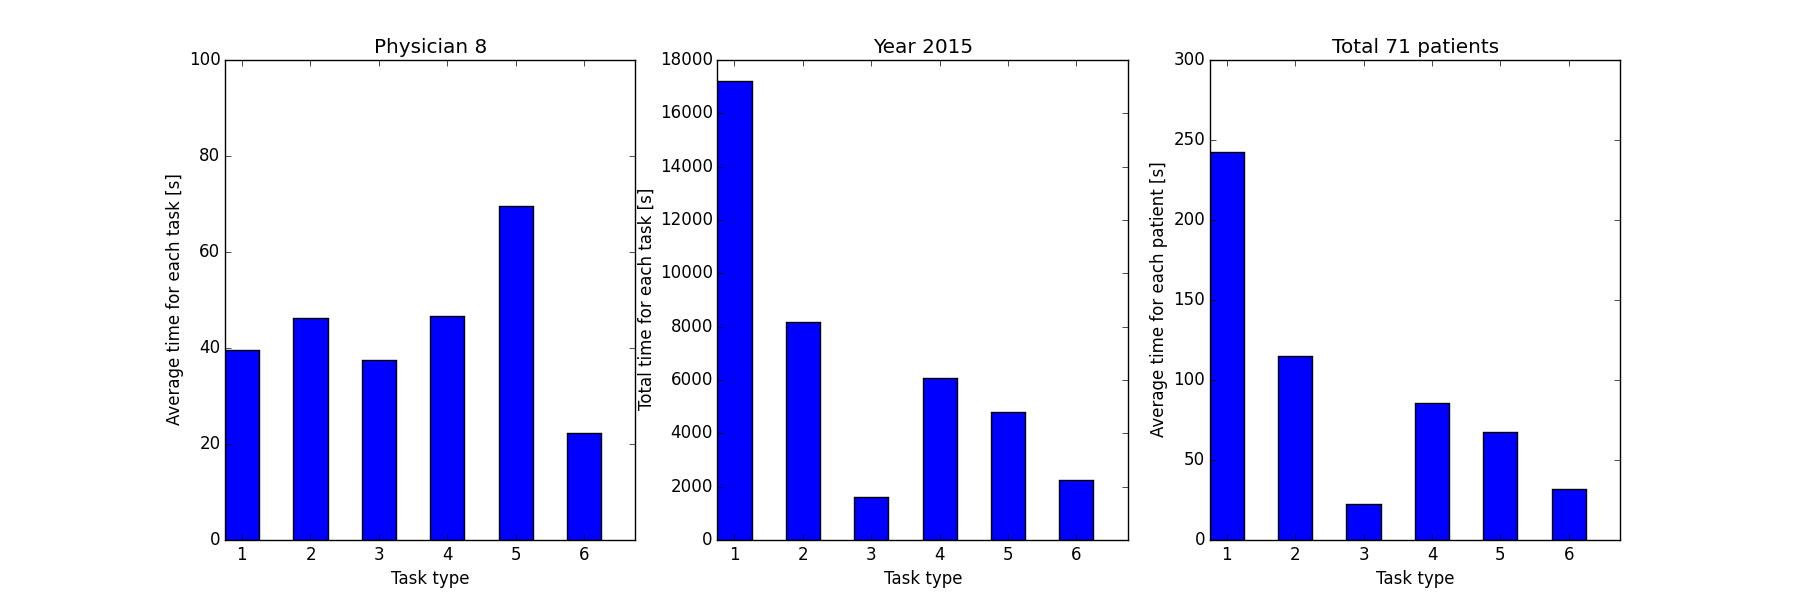 Physician 8
Average time for each task [s]
100
80
60
40
20
0
1 2 3 4 5 6
Task type
Year 2015
Total time for each task [s]
18000
16000
14000
12000
10000
8000
6000
4000
2000
0
1 2 3 4 5 6
Task type
Total 71 patients
Average time for each patient [s]
300
250
200
150
100
50
0
1 2 3 4 5 6
Task type